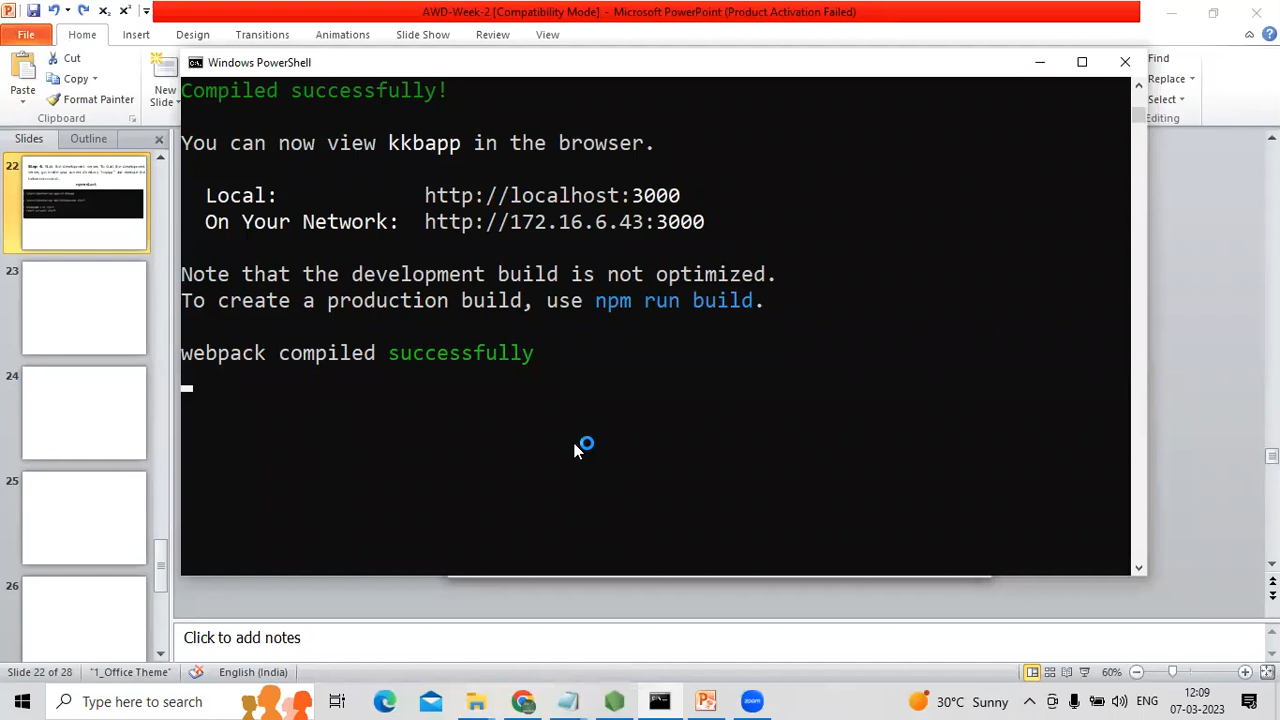 AWD-Week-2 [Compatibility Mode] - Microsoft PowerPoint (Product Activation Failed)
File Home Insert Design Transitions Animations Slide Show Review View
Cut
Copy
Format Painter
Paste
New
Slide
Clipboard
Find
Replace
Select
Editing
Slides Outline
22
23
24
25
26
Windows PowerShell
Compiled successfully!
You can now view kkbapp in the browser.
Local: http://localhost:3000
On Your Network: http://172.16.6.43:3000
Note that the development build is not optimized.
To create a production build, use npm run build.
webpack compiled successfully
Click to add notes
Slide 22 of 28 "1_Office Theme" English (India) 60%
Type here to search
30°C Sunny
ENG
12:09
07-03-2023